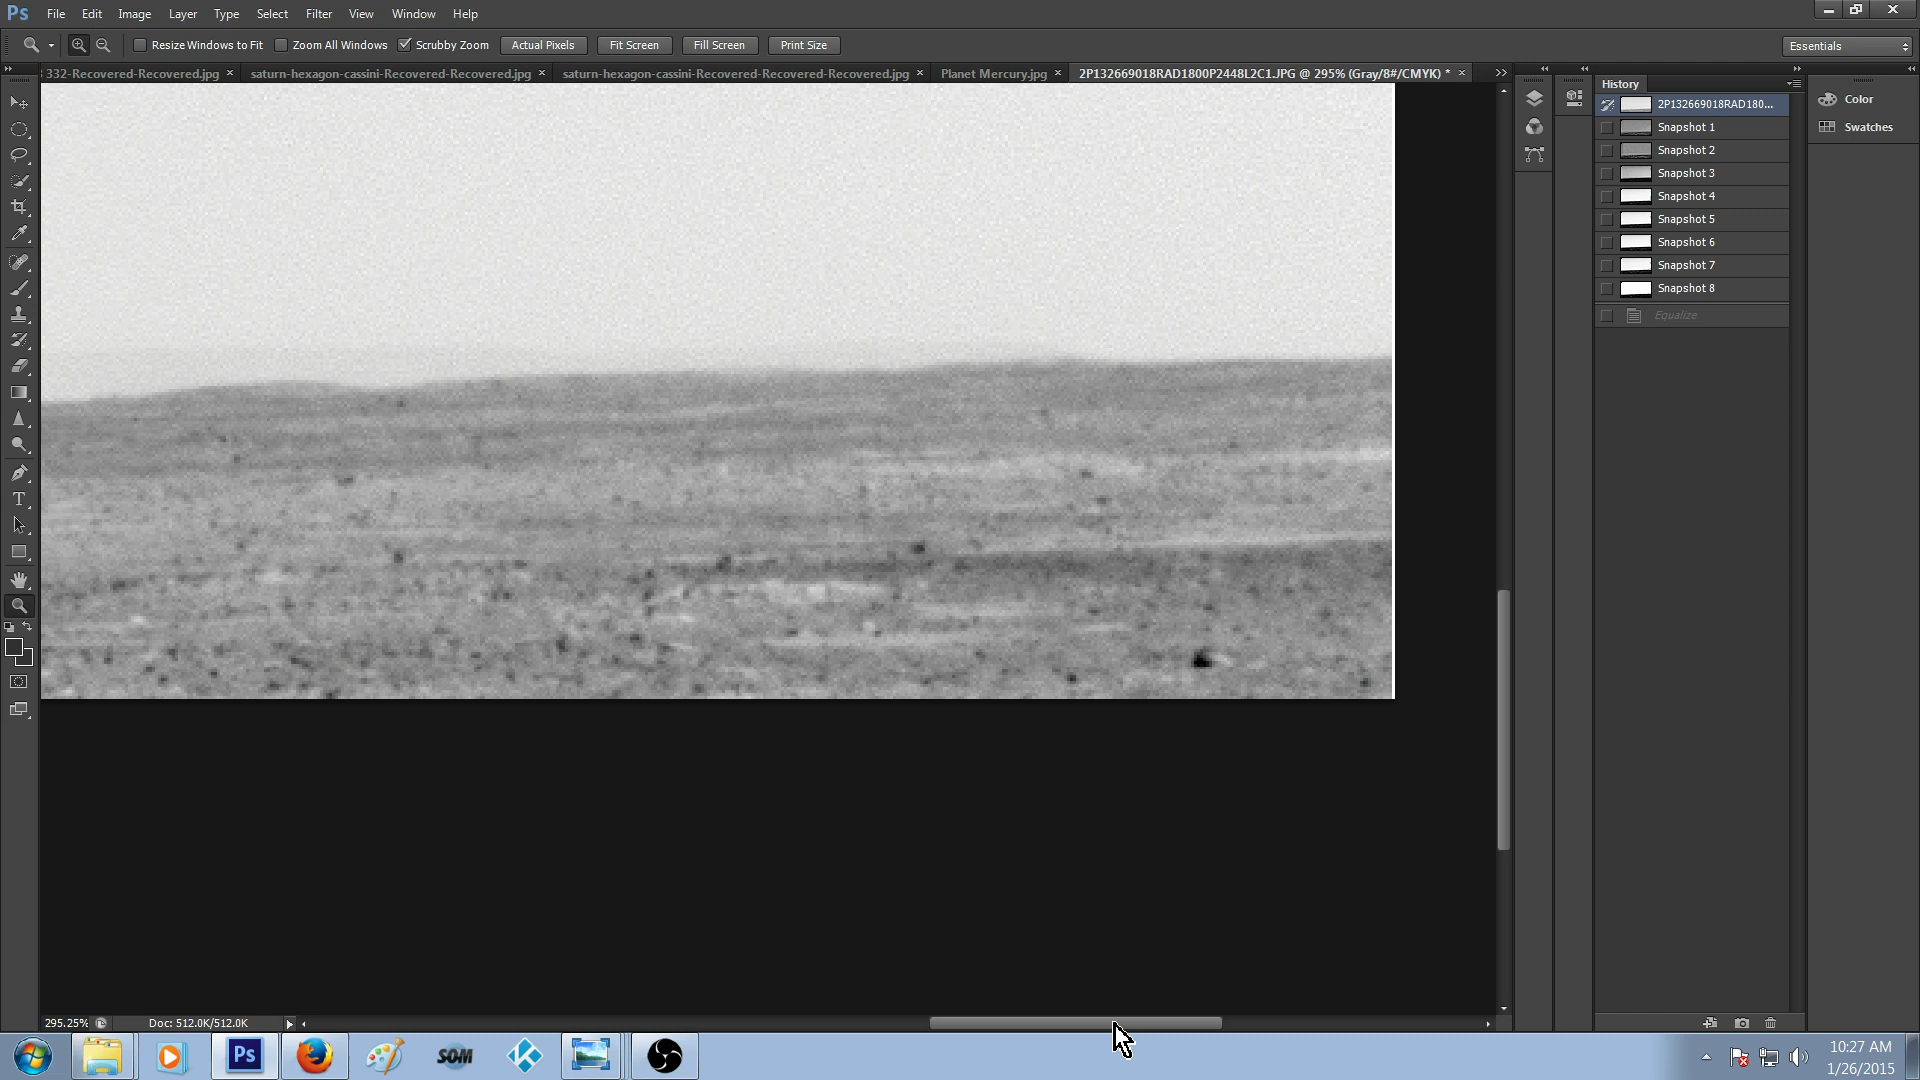 Ps File Edit Image Layer Type Select Filter View Window Help
Resize Windows to Fit Zoom All Windows Scrubby Zoom Actual Pixels Fit Screen Fill Screen Print Size Essentials
332-Recovered-Recovered.jpg × saturn-hexagon-cassini-Recovered-Recovered.jpg × saturn-hexagon-cassini-Recovered-Recovered-Recovered.jpg × Planet Mercury.jpg × 2P132669018RAD1800P2448L2C1.JPG @ 295% (Gray/8#/CMYK) * ×
History
2P132669018RAD180...
Snapshot 1
Snapshot 2
Snapshot 3
Snapshot 4
Snapshot 5
Snapshot 6
Snapshot 7
Snapshot 8
Equalize
Color
Swatches
T
295.25% Doc: 512.0K/512.0K
Ps SOM
10:27 AM
1/26/2015